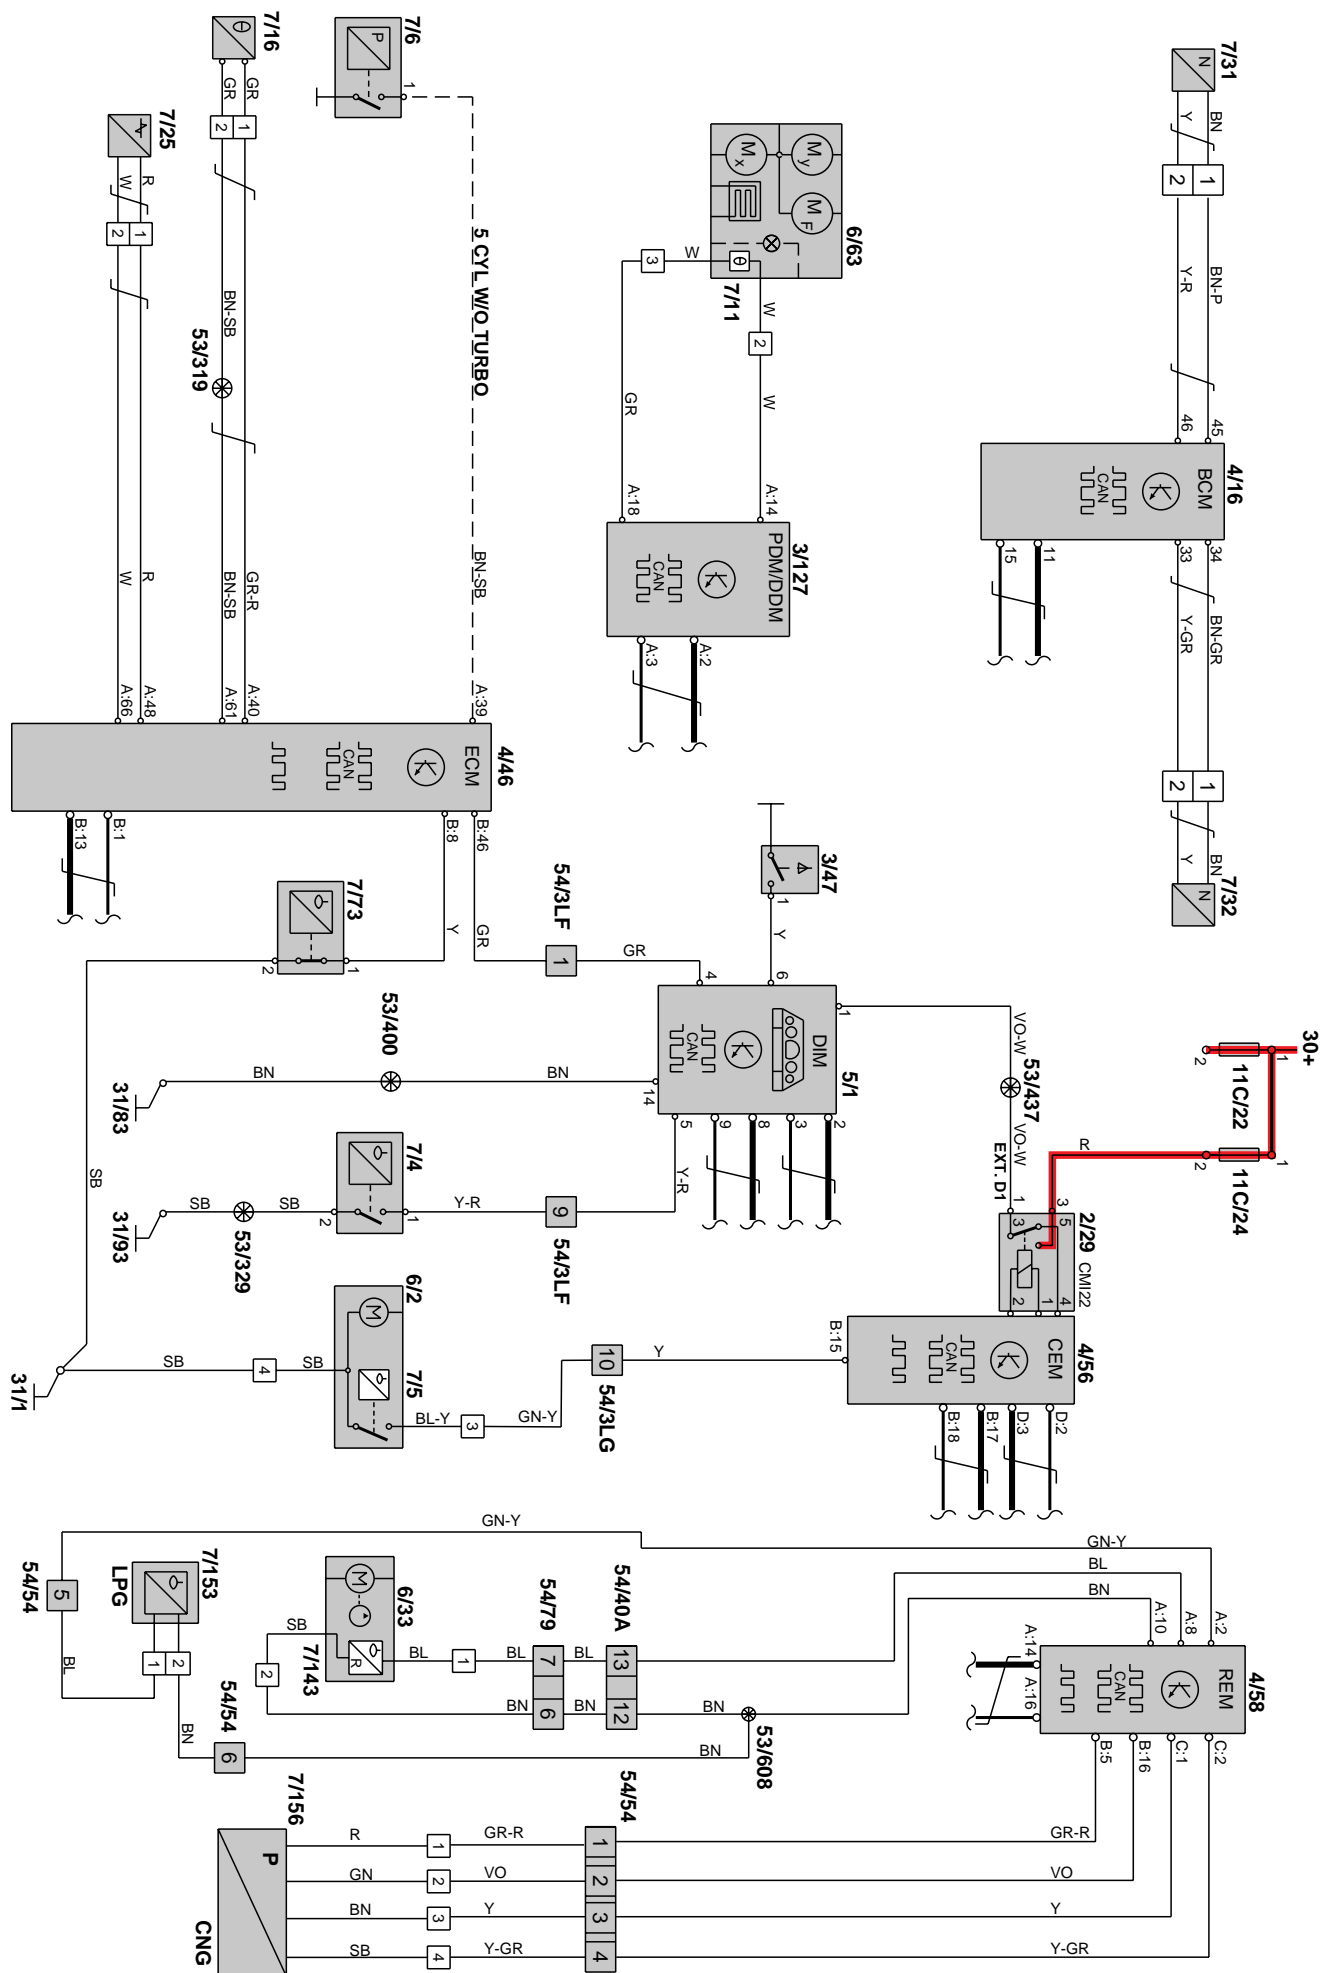 7/31
N
BN
Y
1
2
BN-P
Y-R
45
46
4/16
BCM
CAN
34
33
11
15
BN-GR
Y-GR
1
2
BN
Y
7/32
N
30+
1
2
11C/22
1
2
11C/24
R
7/6
P
1
5 CYL W/O TURBO
BN-SB
A:39
7/16
θ
GR
GR
1
2
BN-SB
53/319
GR-R
BN-SB
A:40
A:61
7/25
R
W
1
2
R
W
A:48
A:66
6/63
My
Mx
MF
θ
7/11
W
3
GR
W
2
W
A:14
A:18
3/127
PDM/DDM
CAN
A:2
A:3
4/46
ECM
CAN
B:46
B:8
B:1
B:13
GR
Y
54/3LF
1
GR
4
7/73
1
2
SB
3/47
1
Y
6
1
DIM
CAN
5/1
14
BN
53/400
BN
31/83
2
3
8
9
5
Y-R
54/3LF
9
Y-R
7/4
1
2
SB
53/329
SB
31/93
VO-W
53/437
VO-W
EXT. D1
1
3
2/29
CMI22
5
3
4
1
2
4/56
CEM
CAN
B:15
D:2
D:3
B:17
B:18
Y
10
54/3LG
GN-Y
3
BL-Y
6/2
M
7/5
SB
4
SB
31/1
GN-Y
GN-Y
BL
BN
A:2
A:8
A:10
A:14
A:16
4/58
REM
CAN
C:2
C:1
B:16
B:5
54/54
5
BL
7/153
LPG
1
2
BN
54/54
6
BN
53/608
6/33
M
R
7/143
SB
2
BL
1
BL
BN
54/79
7
6
BL
BN
54/40A
13
12
BN
7/156
P
CNG
R
1
GR-R
GN
2
VO
BN
3
Y
SB
4
Y-GR
54/54
1
2
3
4
GR-R
VO
Y
Y-GR